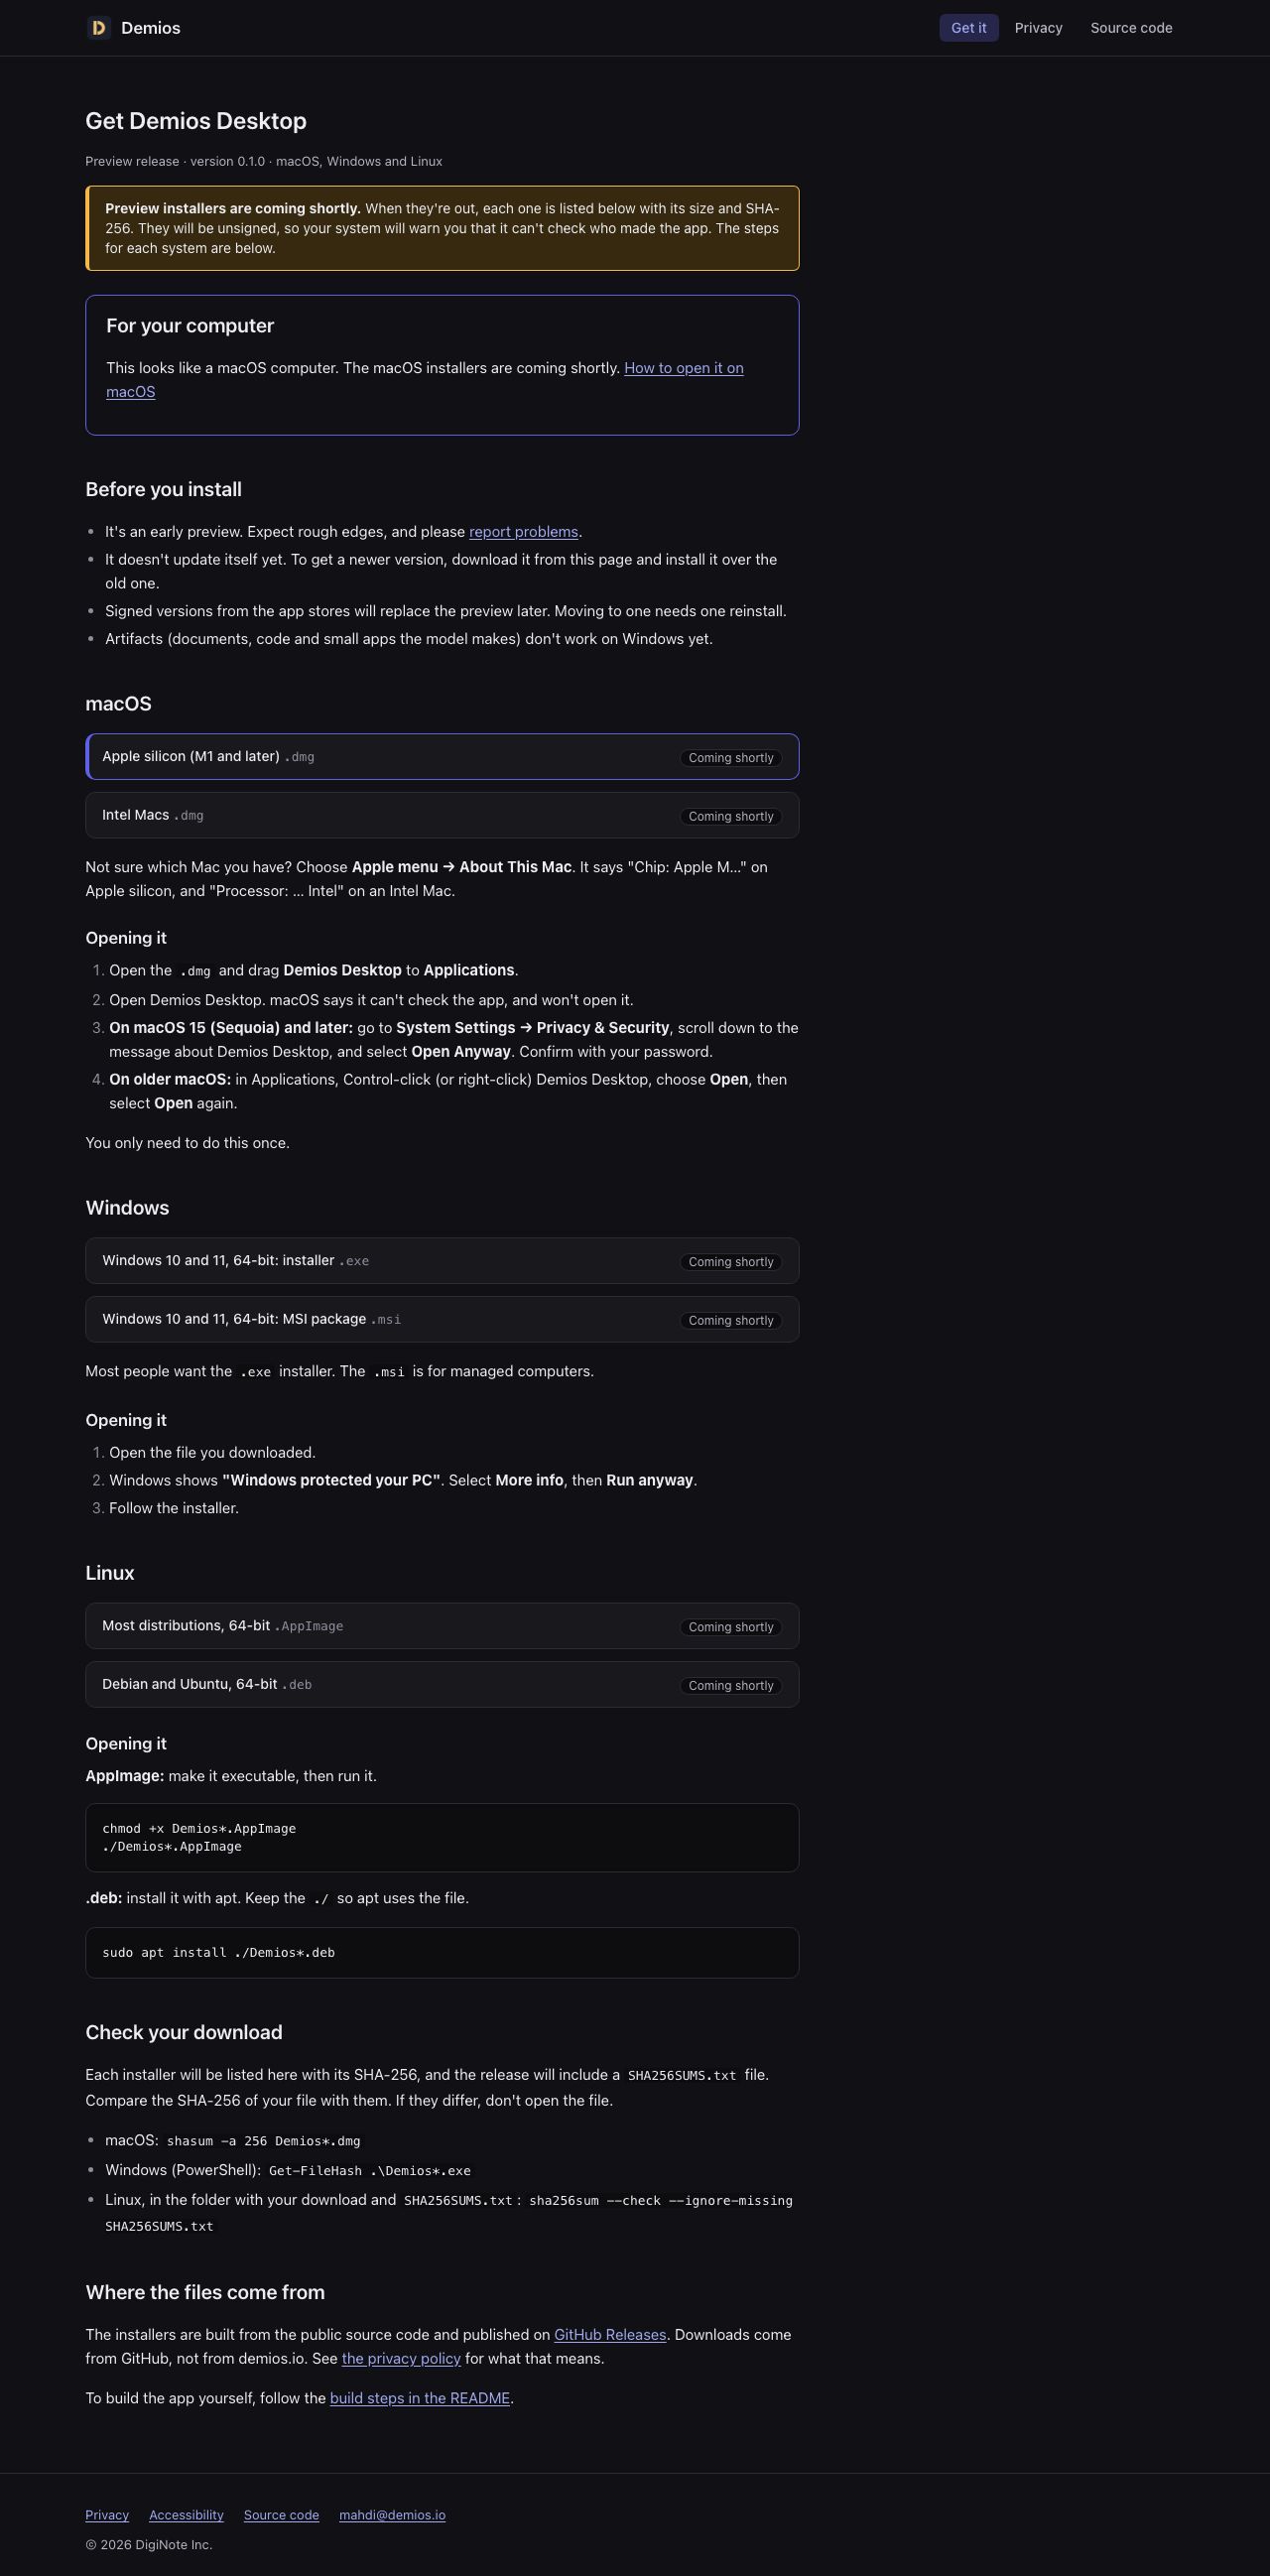 Demios
Get it
Privacy
Source code
Get Demios Desktop
Preview release · version 0.1.0 · macOS, Windows and Linux
Preview installers are coming shortly. When they're out, each one is listed below with its size and SHA-
256. They will be unsigned, so your system will warn you that it can't check who made the app. The steps
for each system are below.
For your computer
This looks like a macOS computer. The macOS installers are coming shortly. How to open it on
macOS
Before you install
• It's an early preview. Expect rough edges, and please report problems.
• It doesn't update itself yet. To get a newer version, download it from this page and install it over the
old one.
• Signed versions from the app stores will replace the preview later. Moving to one needs one reinstall.
• Artifacts (documents, code and small apps the model makes) don't work on Windows yet.
macOS
Apple silicon (M1 and later) .dmg Coming shortly
Intel Macs .dmg Coming shortly
Not sure which Mac you have? Choose Apple menu → About This Mac. It says "Chip: Apple M…" on
Apple silicon, and "Processor: … Intel" on an Intel Mac.
Opening it
1. Open the .dmg and drag Demios Desktop to Applications.
2. Open Demios Desktop. macOS says it can't check the app, and won't open it.
3. On macOS 15 (Sequoia) and later: go to System Settings → Privacy & Security, scroll down to the
message about Demios Desktop, and select Open Anyway. Confirm with your password.
4. On older macOS: in Applications, Control-click (or right-click) Demios Desktop, choose Open, then
select Open again.
You only need to do this once.
Windows
Windows 10 and 11, 64-bit: installer .exe Coming shortly
Windows 10 and 11, 64-bit: MSI package .msi Coming shortly
Most people want the .exe installer. The .msi is for managed computers.
Opening it
1. Open the file you downloaded.
2. Windows shows "Windows protected your PC". Select More info, then Run anyway.
3. Follow the installer.
Linux
Most distributions, 64-bit .AppImage Coming shortly
Debian and Ubuntu, 64-bit .deb Coming shortly
Opening it
AppImage: make it executable, then run it.
chmod +x Demios*.AppImage
./Demios*.AppImage
.deb: install it with apt. Keep the ./ so apt uses the file.
sudo apt install ./Demios*.deb
Check your download
Each installer will be listed here with its SHA-256, and the release will include a SHA256SUMS.txt file.
Compare the SHA-256 of your file with them. If they differ, don't open the file.
• macOS: shasum -a 256 Demios*.dmg
• Windows (PowerShell): Get-FileHash .\Demios*.exe
• Linux, in the folder with your download and SHA256SUMS.txt: sha256sum --check --ignore-missing
SHA256SUMS.txt
Where the files come from
The installers are built from the public source code and published on GitHub Releases. Downloads come
from GitHub, not from demios.io. See the privacy policy for what that means.
To build the app yourself, follow the build steps in the README.
Privacy
Accessibility
Source code
mahdi@demios.io
© 2026 DigiNote Inc.